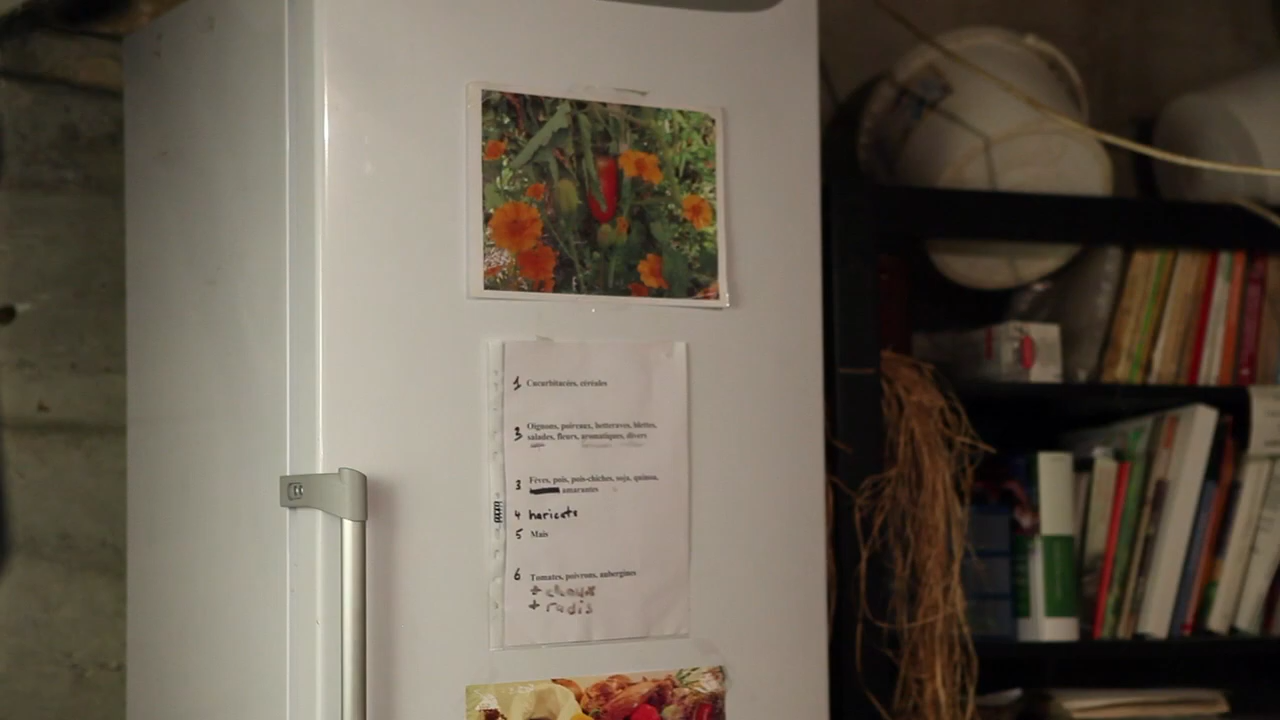 1 Cucurbitacées, céréales
3 Oignons, poireaux, betteraves, blettes,
salades, fleurs, aromatiques, divers
3 Fèves, pois, pois-chiches, soja, quinoa,
amarantes
4 haricots
5 Mais
6 Tomates, poivrons, aubergines
+ choux
+ radis